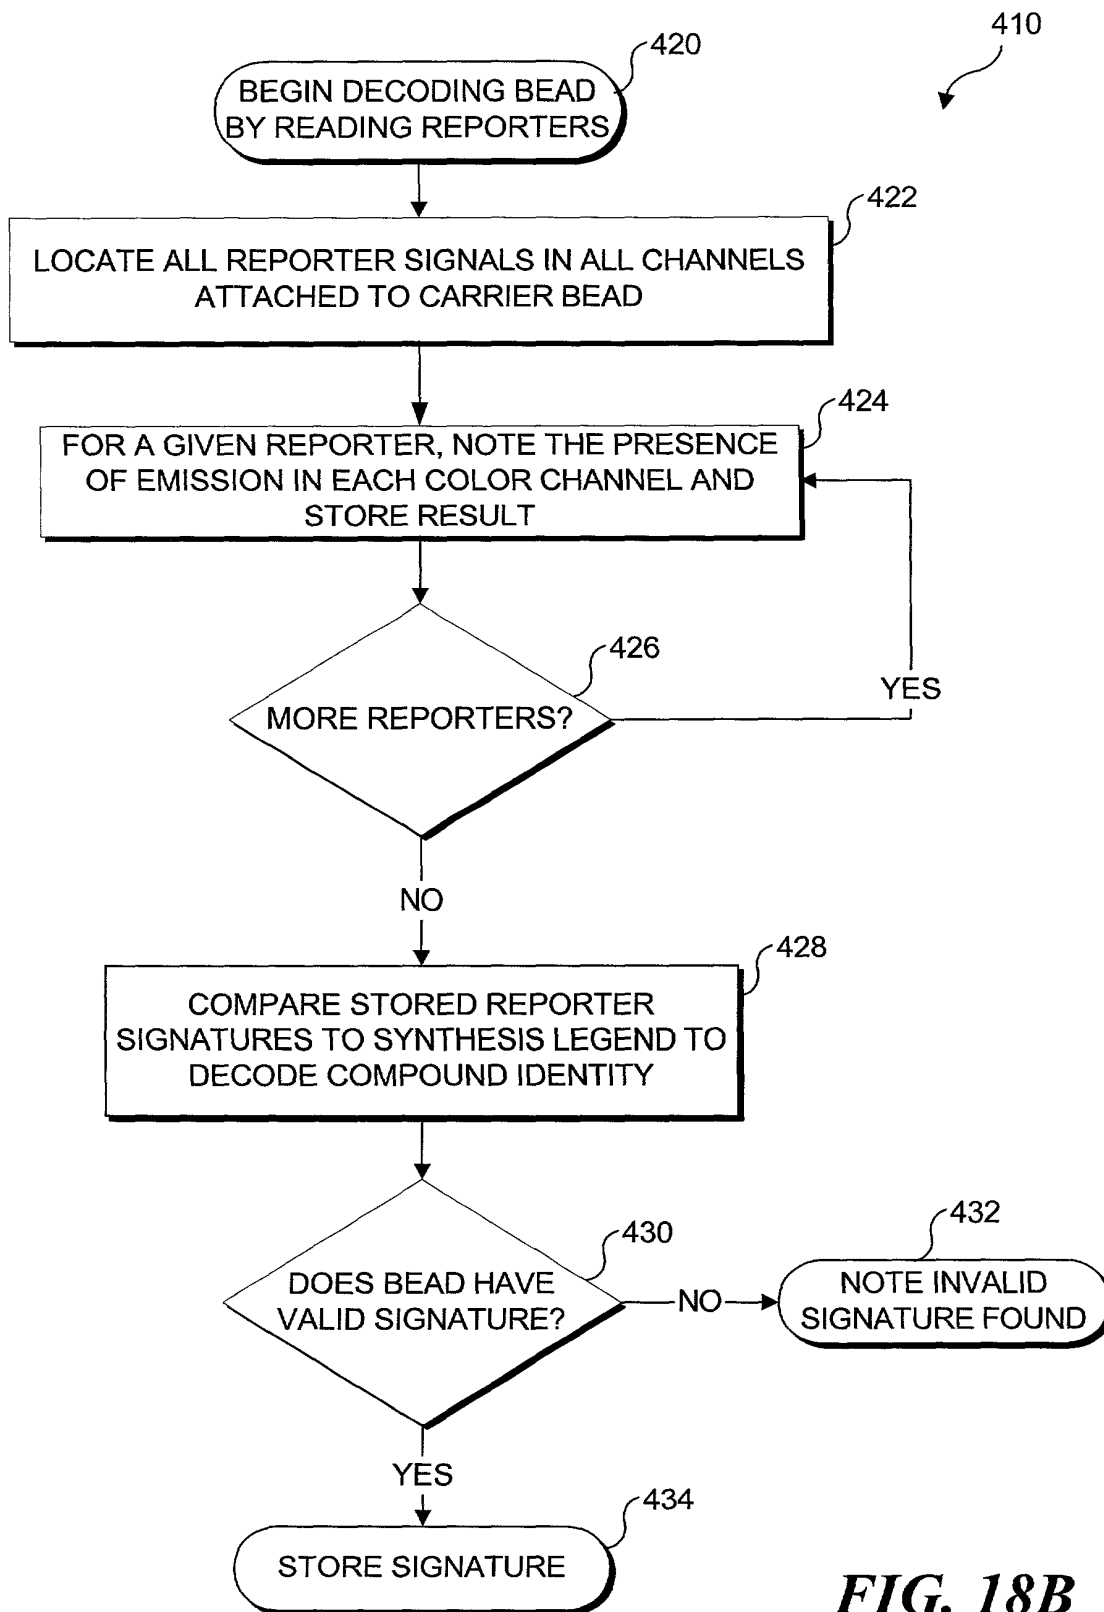 410
420
BEGIN DECODING BEAD
BY READING REPORTERS
422
LOCATE ALL REPORTER SIGNALS IN ALL CHANNELS
ATTACHED TO CARRIER BEAD
424
FOR A GIVEN REPORTER, NOTE THE PRESENCE
OF EMISSION IN EACH COLOR CHANNEL AND
STORE RESULT
426
MORE REPORTERS?
YES
NO
428
COMPARE STORED REPORTER
SIGNATURES TO SYNTHESIS LEGEND TO
DECODE COMPOUND IDENTITY
430
DOES BEAD HAVE
VALID SIGNATURE?
NO
432
NOTE INVALID
SIGNATURE FOUND
YES
434
STORE SIGNATURE
FIG. 18B